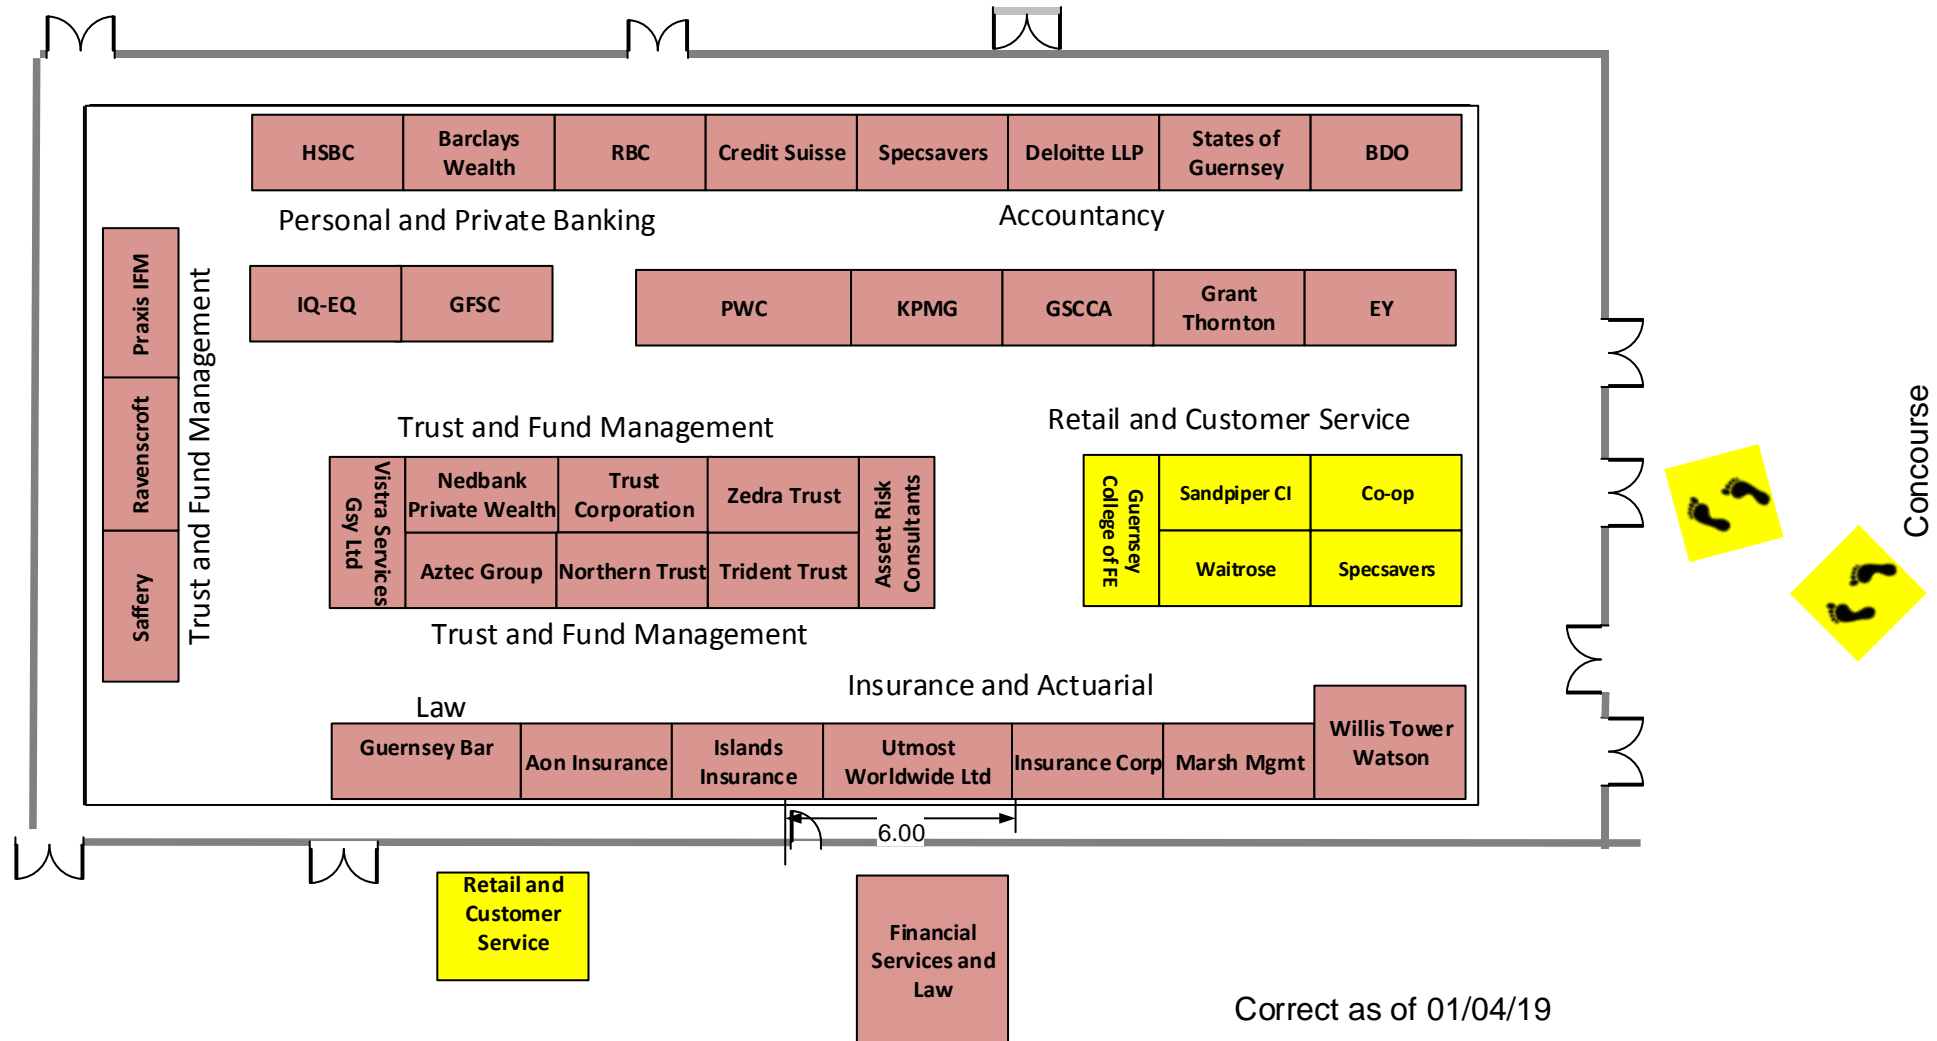 HSBC
Barclays
Wealth
RBC
Credit Suisse
Specsavers
Deloitte LLP
States of
Guernsey
BDO
Personal and Private Banking
Accountancy
Praxis IFM
Ravenscroft
Saffery
Trust and Fund Management
IQ-EQ
GFSC
PWC
KPMG
GSCCA
Grant
Thornton
EY
Trust and Fund Management
Retail and Customer Service
Vistra Services
Gsy Ltd
Nedbank
Private Wealth
Trust
Corporation
Zedra Trust
Assett Risk
Consultants
Aztec Group
Northern Trust
Trident Trust
Guernsey
College of FE
Sandpiper CI
Co-op
Waitrose
Specsavers
Concourse
Trust and Fund Management
Insurance and Actuarial
Law
Guernsey Bar
Aon Insurance
Islands
Insurance
Utmost
Worldwide Ltd
Insurance Corp
Marsh Mgmt
Willis Tower
Watson
6.00
Retail and
Customer
Service
Financial
Services and
Law
Correct as of 01/04/19